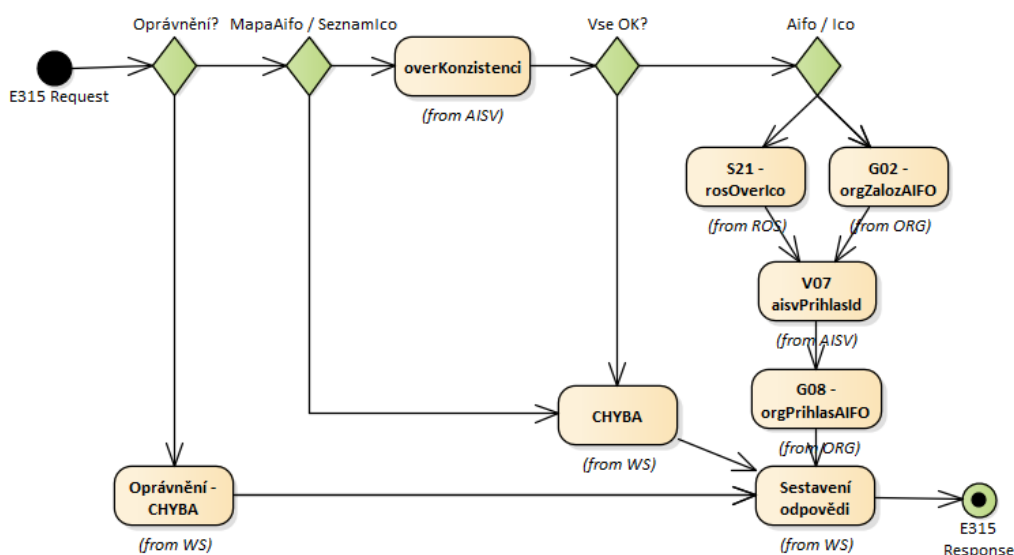 Oprávnění?
MapaAifo / SeznamIco
Vse OK?
Aifo / Ico
E315 Request
overKonzistenci
(from AISV)
S21 -
rosOverIco
(from ROS)
G02 -
orgZalozAIFO
(from ORG)
V07
aisvPrihlasId
(from AISV)
G08 -
orgPrihlasAIFO
(from ORG)
CHYBA
(from WS)
Oprávnění -
CHYBA
(from WS)
Sestavení
odpovědi
(from WS)
E315
Response